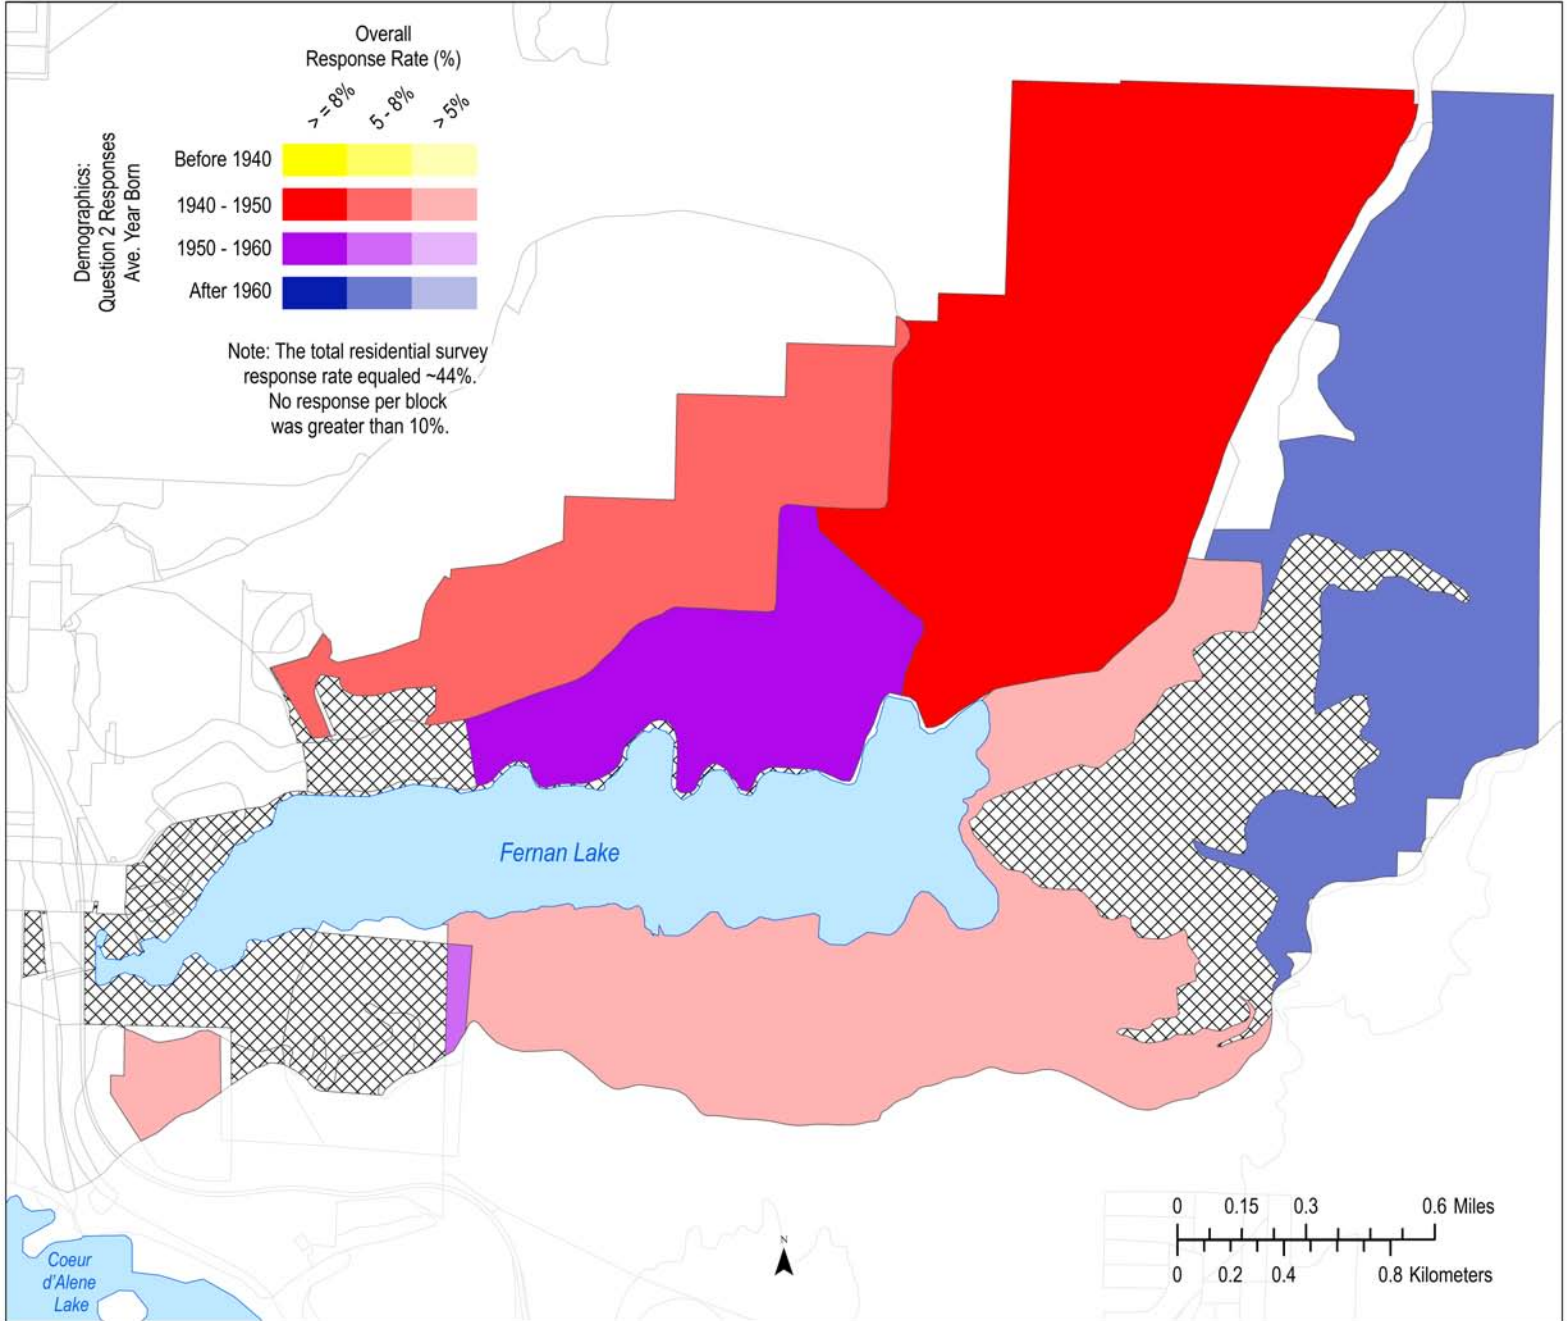 Overall
Response Rate (%)
> = 8%
5 - 8%
> 5%
Demographics:
Question 2 Responses
Ave. Year Born
Before 1940
1940 - 1950
1950 - 1960
After 1960
Note: The total residential survey
response rate equaled ~44%.
No response per block
was greater than 10%.
Fernan Lake
Coeur
d'Alene
Lake
N
0 0.15 0.3 0.6 Miles
0 0.2 0.4 0.8 Kilometers